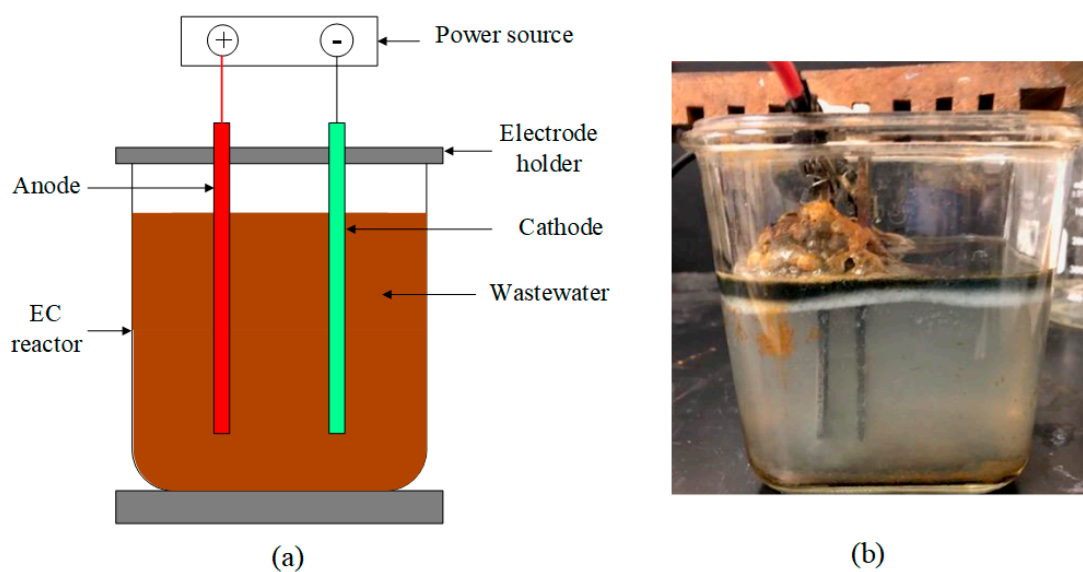 +
-
Power source
Electrode
holder
Anode
Cathode
Wastewater
EC
reactor
(a)
(b)